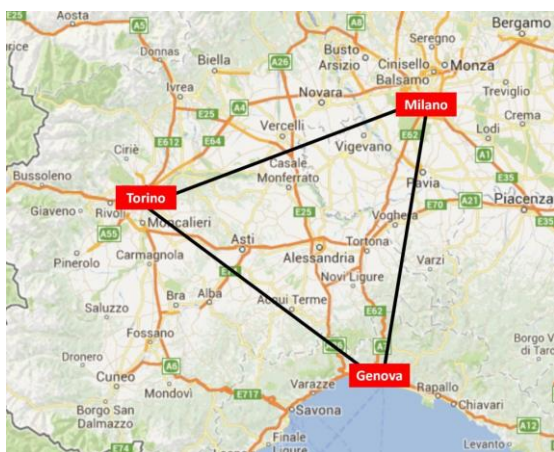 Aosta
A5
Donnas
Biella
Ivrea
E25
A4
E612
E64
Ciriè
Bussoleno
Giaveno
Rivoli
Torino
Moncalieri
A55
Pinerolo
Carmagnola
A26
Busto
Arsizio
A8
Seregno
Bergamo
Cinisello
Balsamo
Monza
Novara
Milano
Treviglio
Crema
Vercelli
E62
Lodi
Vigevano
A1
Casale
Monferrato
Pavia
E25
A21
E70
Piacenza
Voghera
Asti
Alessandria
Tortona
Varzi
Novi Ligure
Bra
Alba
Acqui Terme
Saluzzo
E62
Fossano
Dronero
A6
Genova
Cuneo
Mondovì
E717
Varazze
Rapallo
Chiavari
Borgo San
Dalmazzo
Savona
A12
E74
Finale
Ligure
Levanto
Borgo V
di Taro